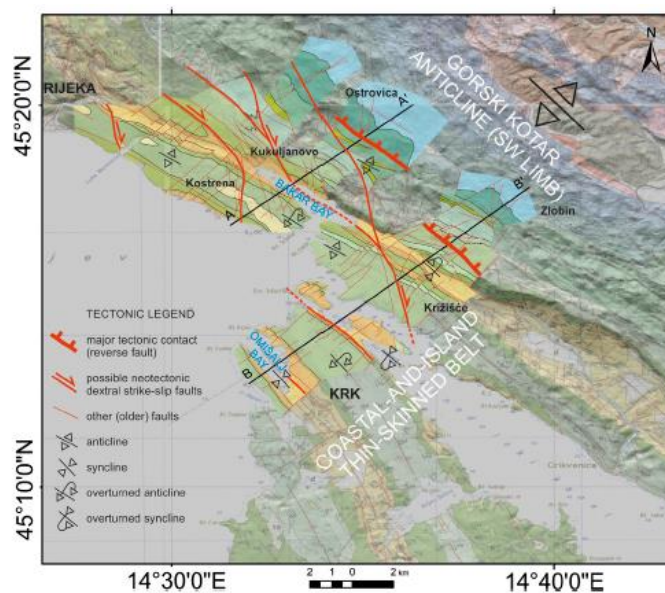 N
RIJEKA
45°20'0"N
Ostrovica
A'
GORSKI KOTAR
ANTICLINE (SW LIMB)
Kukuljanovo
Kostrena
BAKAR BAY
A
B'
Zlobin
Križišće
TECTONIC LEGEND
major tectonic contact
(reverse fault)
possible neotectonic
dextral strike-slip faults
other (older) faults
anticline
syncline
overturned anticline
overturned syncline
OMIŠALJ
BAY
B
KRK
COASTAL-AND-ISLAND
THIN-SKINNED BELT
Crikvenica
45°10'0"N
14°30'0"E
2 1 0 2 km
14°40'0"E